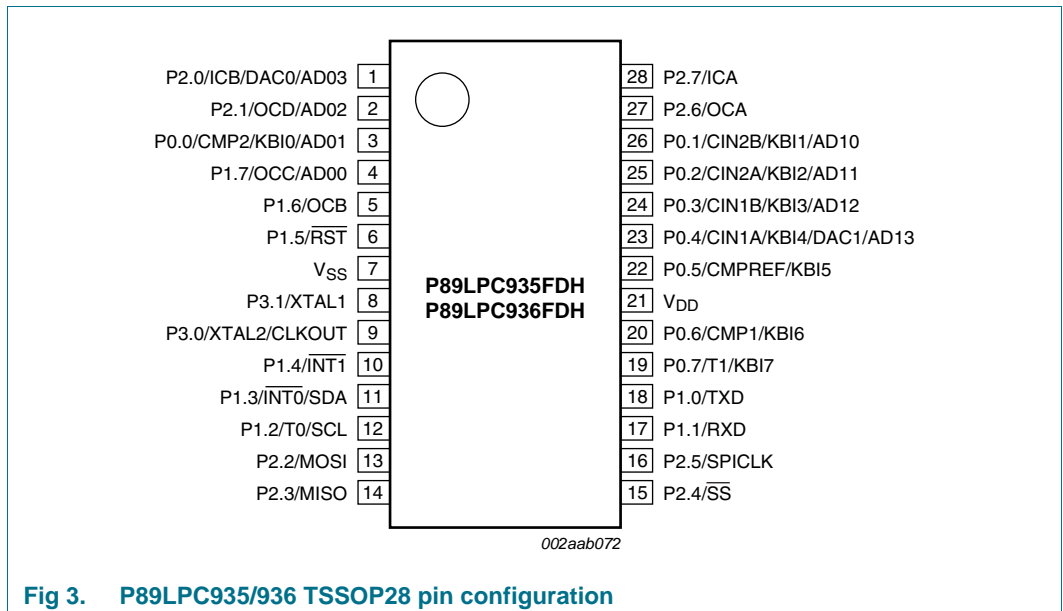 P2.0/ICB/DAC0/AD03 1 28 P2.7/ICA
P2.1/OCD/AD02 2 27 P2.6/OCA
P0.0/CMP2/KBI0/AD01 3 26 P0.1/CIN2B/KBI1/AD10
P1.7/OCC/AD00 4 25 P0.2/CIN2A/KBI2/AD11
P1.6/OCB 5 24 P0.3/CIN1B/KBI3/AD12
P1.5/R̅S̅T̅ 6 23 P0.4/CIN1A/KBI4/DAC1/AD13
VSS 7 22 P0.5/CMPREF/KBI5
P89LPC935FDH
P89LPC936FDH
P3.1/XTAL1 8 21 VDD
P3.0/XTAL2/CLKOUT 9 20 P0.6/CMP1/KBI6
P1.4/I̅N̅T̅1̅ 10 19 P0.7/T1/KBI7
P1.3/I̅N̅T̅0̅/SDA 11 18 P1.0/TXD
P1.2/T0/SCL 12 17 P1.1/RXD
P2.2/MOSI 13 16 P2.5/SPICLK
P2.3/MISO 14 15 P2.4/S̅S̅
002aab072
Fig 3. P89LPC935/936 TSSOP28 pin configuration